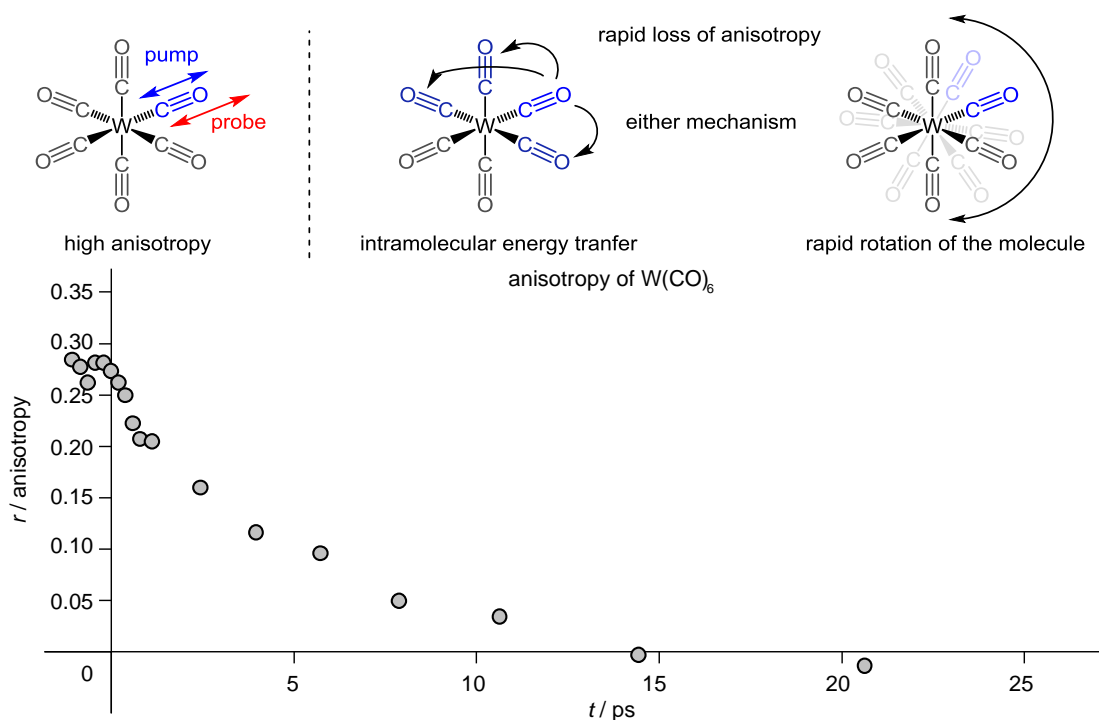 pump
probe
high anisotropy
rapid loss of anisotropy
either mechanism
intramolecular energy tranfer
rapid rotation of the molecule
O
C
O
C
C
O
W
O
C
C
O
C
O
O
C
O
C
C
O
W
O
C
C
O
C
O
O
C
O
C
O
C
O
C
C
O
O
C
W
C
O
O
C
C
O
C
O
C
O
C
O
anisotropy of W(CO)6
r / anisotropy
0.35
0.30
0.25
0.20
0.15
0.10
0.05
0
5
10
15
20
25
t / ps